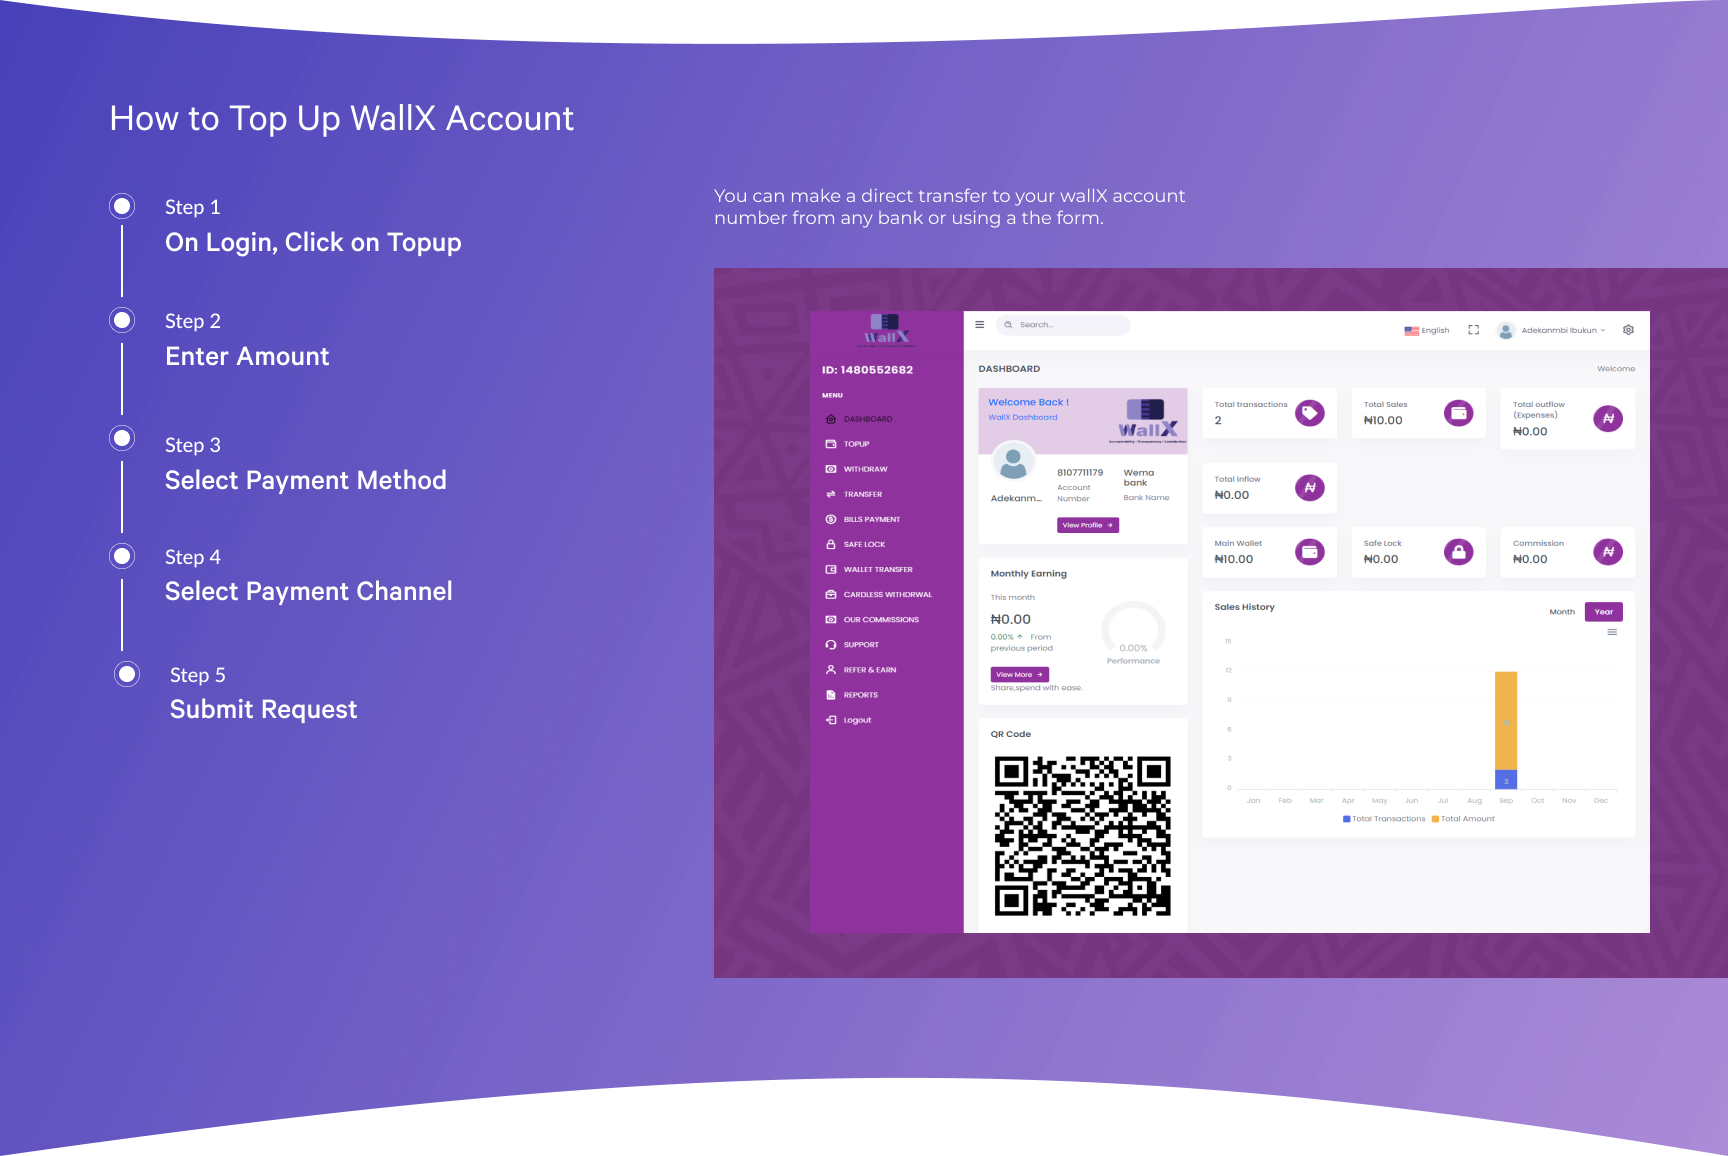 How to Top Up WallX Account
Step 1
On Login, Click on Topup
Step 2
Enter Amount
Step 3
Select Payment Method
Step 4
Select Payment Channel
Step 5
Submit Request
You can make a direct transfer to your wallX account
number from any bank or using a the form.
WallX
ID: 1480552682
MENU
DASHBOARD
TOPUP
WITHDRAW
TRANSFER
BILLS PAYMENT
SAFE LOCK
WALLET TRANSFER
CARDLESS WITHDRWAL
OUR COMMISSIONS
SUPPORT
REFER & EARN
REPORTS
Logout
Search...
English
Adekanmbi Ibukun
DASHBOARD
Welcome
Welcome Back !
WallX Dashboard
WallX
Accountability - Transparency - Contribution
Adekanm...
8107711179
Account
Number
Wema
bank
Bank Name
View Profile
Total transactions
2
Total Sales
₦10.00
Total outflow
(Expenses)
₦0.00
Total inflow
₦0.00
Main Wallet
₦10.00
Safe Lock
₦0.00
Commission
₦0.00
Monthly Earning
This month
₦0.00
0.00% From
previous period
View More
Share,spend with ease.
0.00%
Performance
QR Code
Sales History
Month
Year
15
12
9
6
3
0
2
Jan Feb Mar Apr May Jun Jul Aug Sep Oct Nov Dec
Total Transactions Total Amount